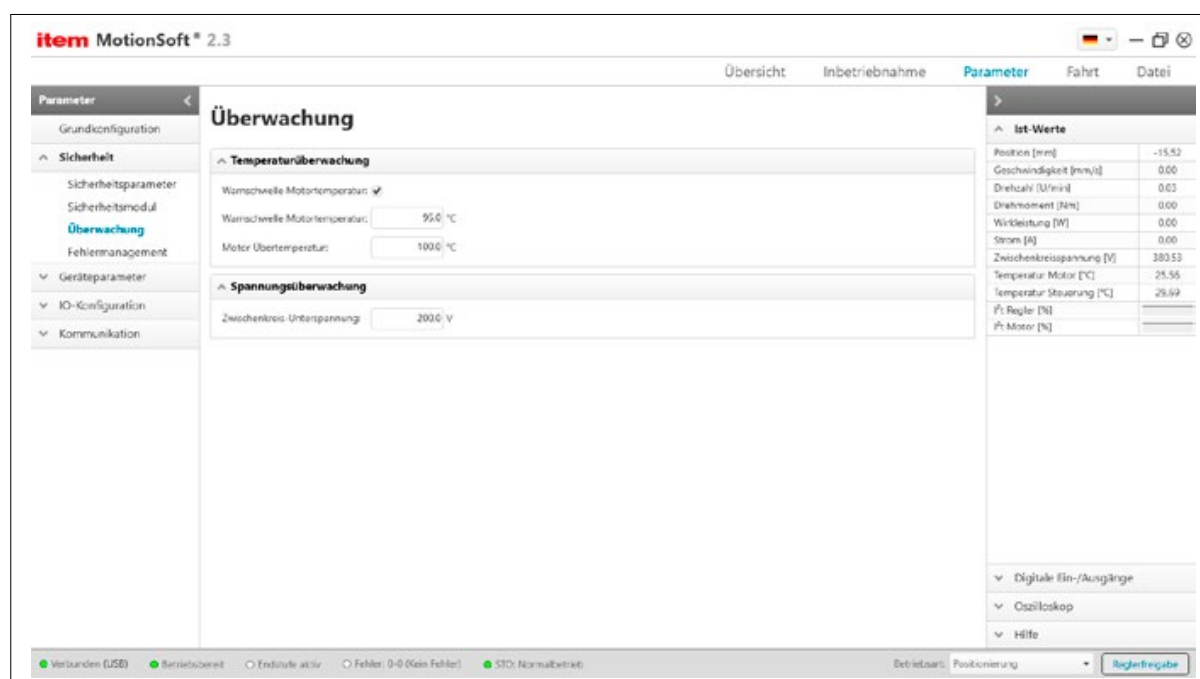 item MotionSoft® 2.3
Übersicht Inbetriebnahme Parameter Fahrt Datei
Parameter
Grundkonfiguration
Sicherheit
Sicherheitsparameter
Sicherheitsmodul
Überwachung
Fehlermanagement
Geräteparameter
IO-Konfiguration
Kommunikation
Überwachung
Temperaturüberwachung
Warnschwelle Motortemperatur:
Warnschwelle Motortemperatur: 95.0 °C
Motor Übertemperatur: 100.0 °C
Spannungsüberwachung
Zwischenkreis-Unterspannung: 200.0 V
Ist-Werte
Position [mm] -15,52
Geschwindigkeit [mm/s] 0.00
Drehzahl [U/min] 0.03
Drehmoment [Nm] 0.00
Wirkleistung [W] 0.00
Strom [A] 0.00
Zwischenkreisspannung [V] 380.53
Temperatur Motor [°C] 25.56
Temperatur Steuerung [°C] 29.69
I²t Regler [%]
I²t Motor [%]
Digitale Ein-/Ausgänge
Oszilloskop
Hilfe
Verbunden (USB) Betriebsbereit Endstufe aktiv Fehler: 0-0 (Kein Fehler) STO: Normalbetrieb Betriebsart: Positionierung Reglerfreigabe